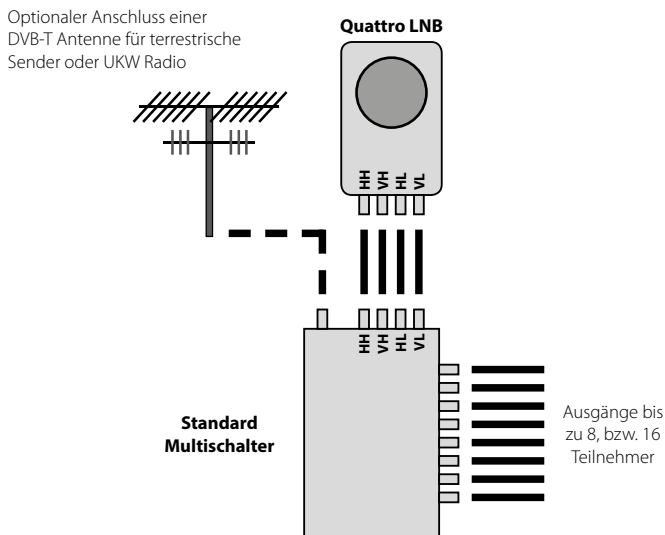 Optionaler Anschluss einer
DVB-T Antenne für terrestrische
Sender oder UKW Radio
Quattro LNB
HH
VH
HL
VL
HH
VH
HL
VL
Standard
Multischalter
Ausgänge bis
zu 8, bzw. 16
Teilnehmer